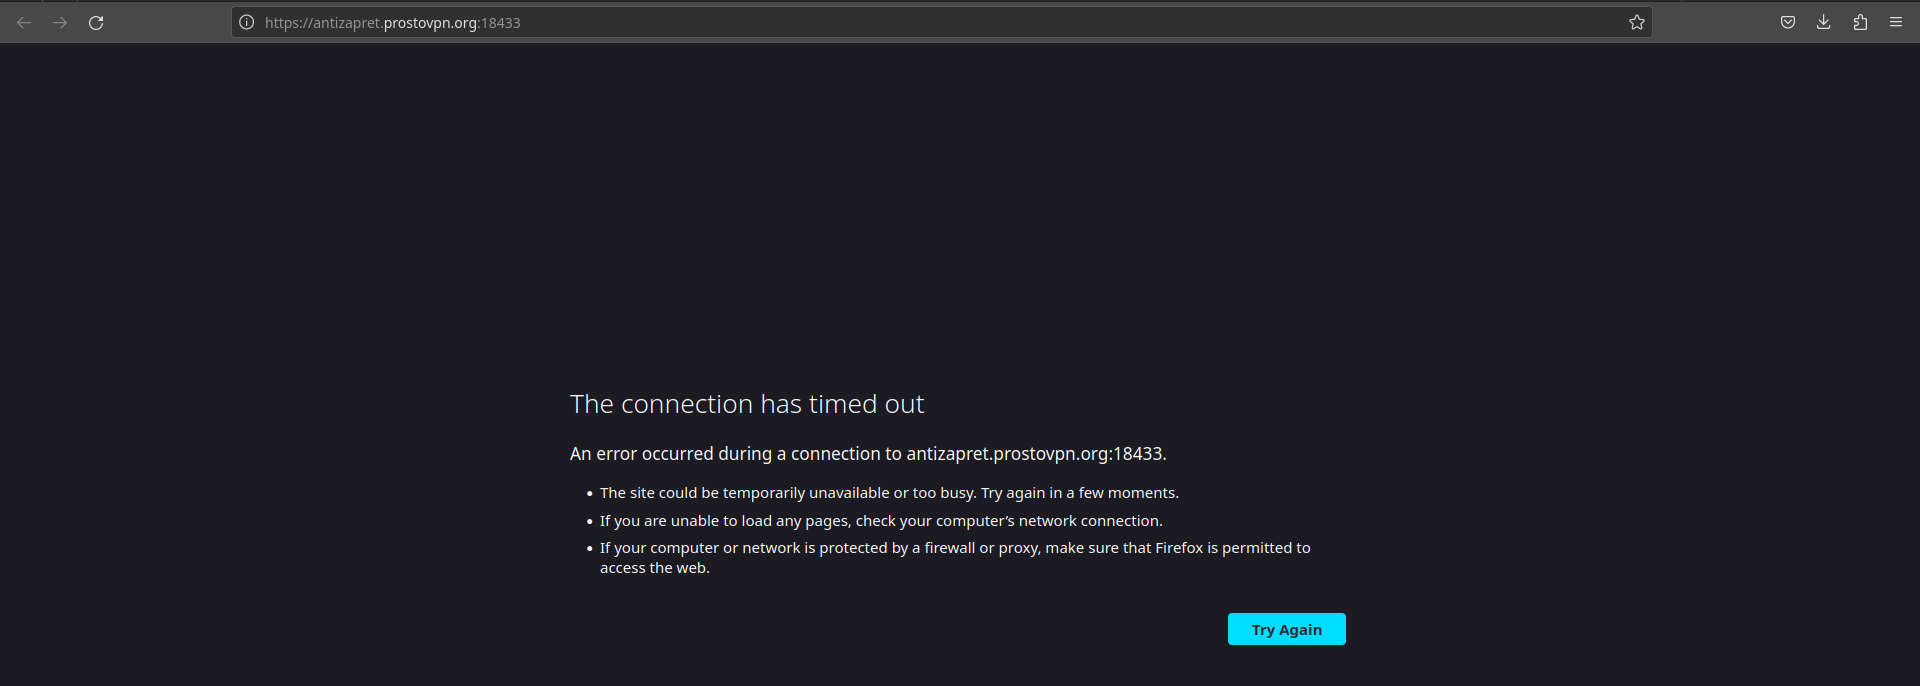 https://antizapret.prostovpn.org:18433
The connection has timed out
An error occurred during a connection to antizapret.prostovpn.org:18433.
• The site could be temporarily unavailable or too busy. Try again in a few moments.
• If you are unable to load any pages, check your computer’s network connection.
• If your computer or network is protected by a firewall or proxy, make sure that Firefox is permitted to
access the web.
Try Again